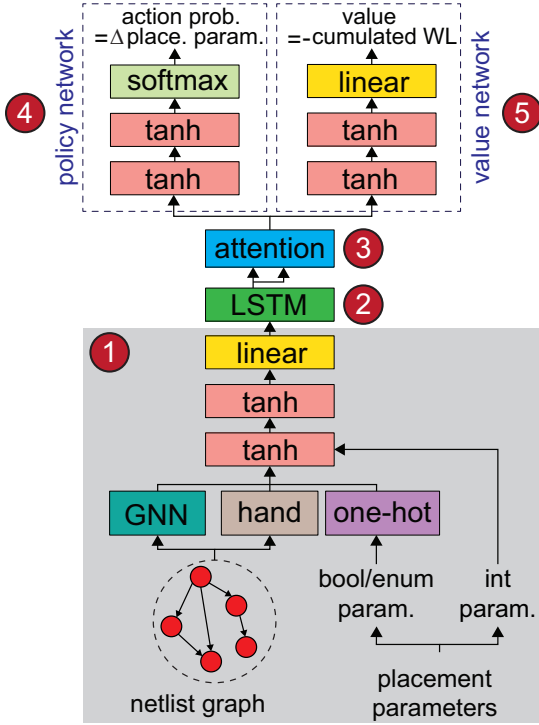 action prob.
=Δplace. param.
value
=-cumulated WL
softmax
linear
4
policy network
tanh
tanh
5
value network
tanh
tanh
attention
3
LSTM
2
1
linear
tanh
tanh
GNN
hand
one-hot
bool/enum
param.
int
param.
netlist graph
placement
parameters